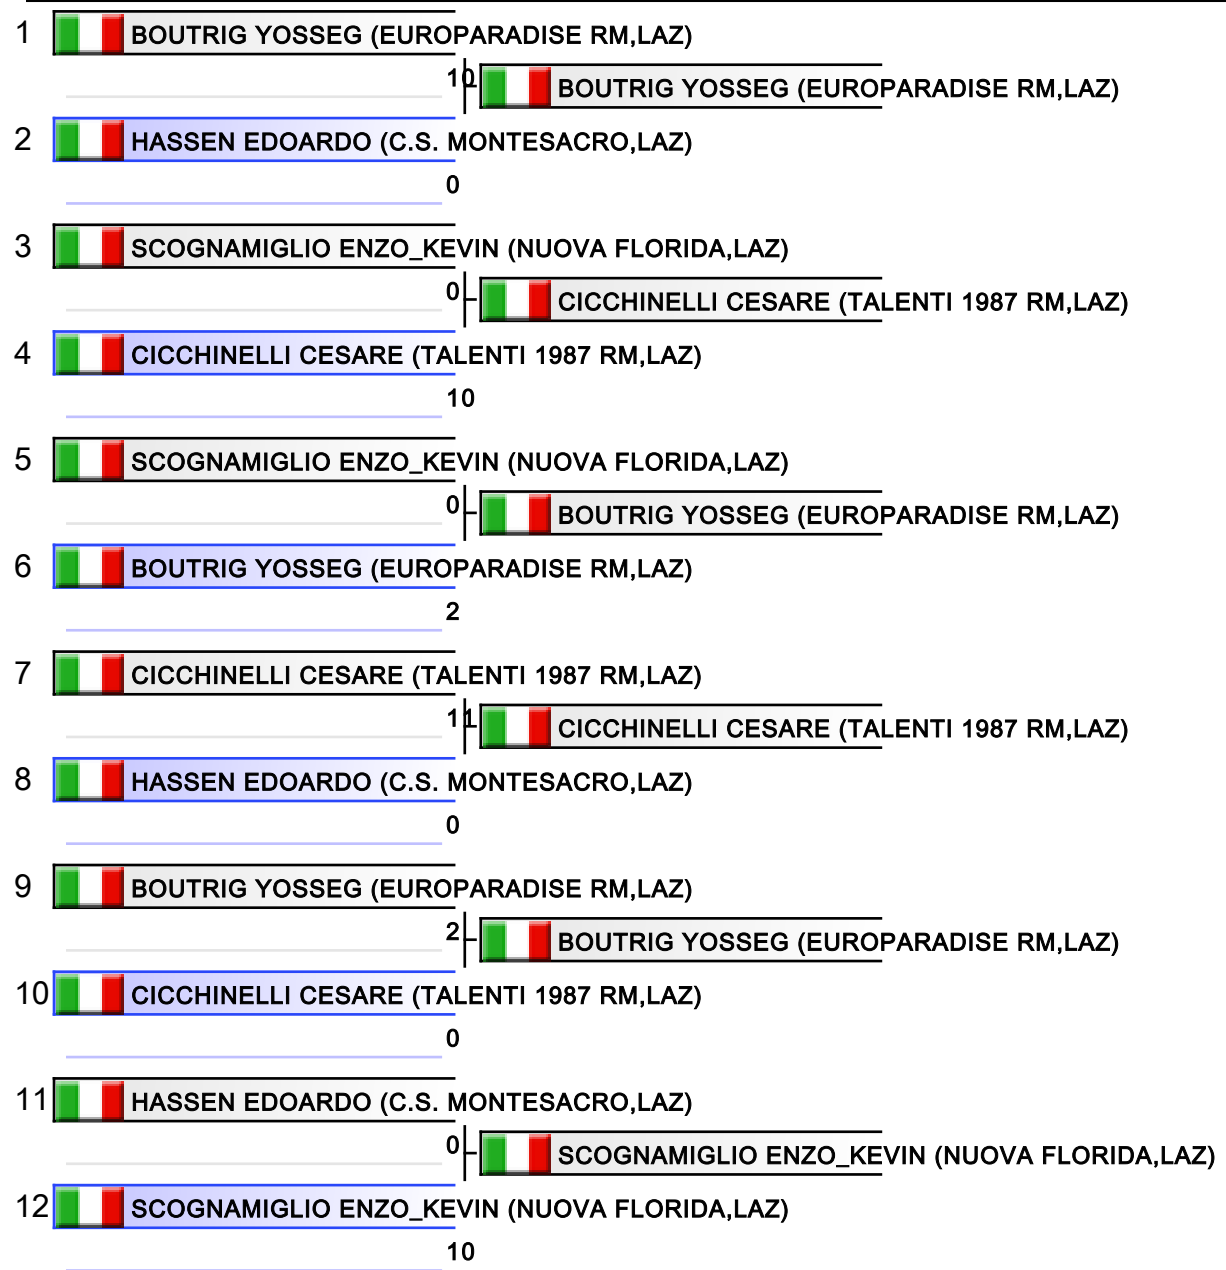 1 BOUTRIG YOSSEG (EUROPARADISE RM,LAZ)
10 BOUTRIG YOSSEG (EUROPARADISE RM,LAZ)
2 HASSEN EDOARDO (C.S. MONTESACRO,LAZ)
0
3 SCOGNAMIGLIO ENZO_KEVIN (NUOVA FLORIDA,LAZ)
0 CICCHINELLI CESARE (TALENTI 1987 RM,LAZ)
4 CICCHINELLI CESARE (TALENTI 1987 RM,LAZ)
10
5 SCOGNAMIGLIO ENZO_KEVIN (NUOVA FLORIDA,LAZ)
0 BOUTRIG YOSSEG (EUROPARADISE RM,LAZ)
6 BOUTRIG YOSSEG (EUROPARADISE RM,LAZ)
2
7 CICCHINELLI CESARE (TALENTI 1987 RM,LAZ)
11 CICCHINELLI CESARE (TALENTI 1987 RM,LAZ)
8 HASSEN EDOARDO (C.S. MONTESACRO,LAZ)
0
9 BOUTRIG YOSSEG (EUROPARADISE RM,LAZ)
2 BOUTRIG YOSSEG (EUROPARADISE RM,LAZ)
10 CICCHINELLI CESARE (TALENTI 1987 RM,LAZ)
0
11 HASSEN EDOARDO (C.S. MONTESACRO,LAZ)
0 SCOGNAMIGLIO ENZO_KEVIN (NUOVA FLORIDA,LAZ)
12 SCOGNAMIGLIO ENZO_KEVIN (NUOVA FLORIDA,LAZ)
10